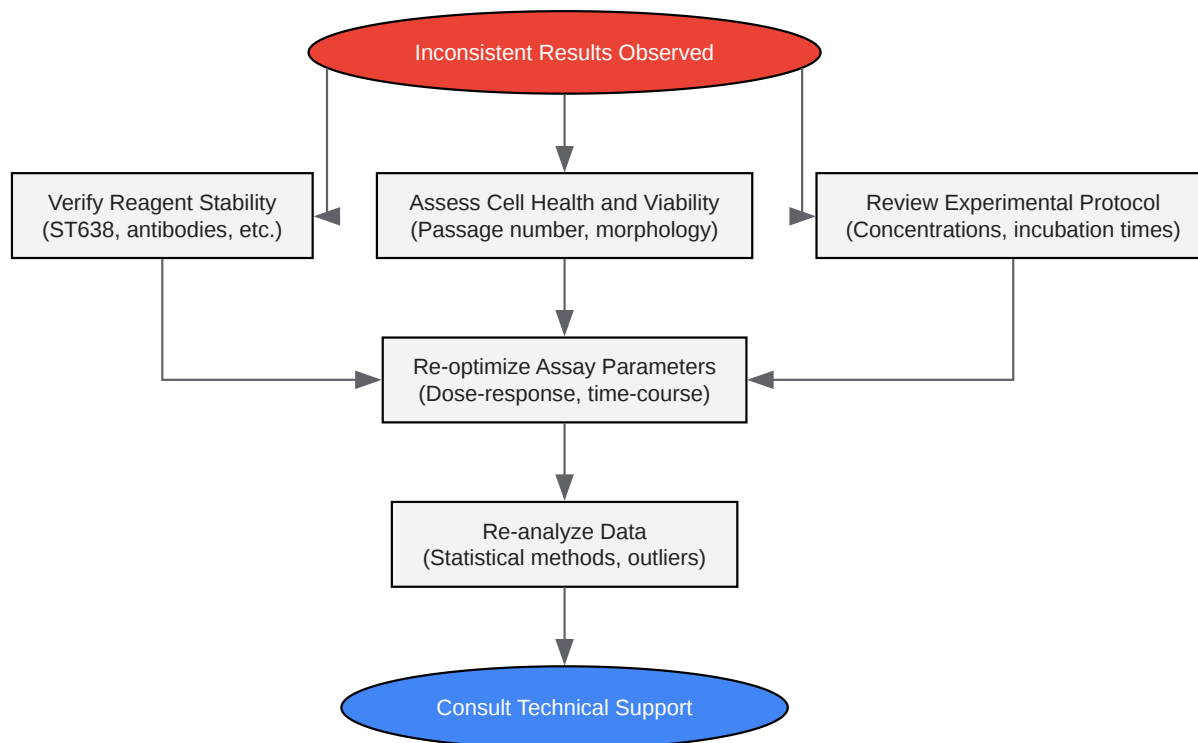 Inconsistent Results Observed
Verify Reagent Stability
(ST638, antibodies, etc.)
Assess Cell Health and Viability
(Passage number, morphology)
Review Experimental Protocol
(Concentrations, incubation times)
Re-optimize Assay Parameters
(Dose-response, time-course)
Re-analyze Data
(Statistical methods, outliers)
Consult Technical Support